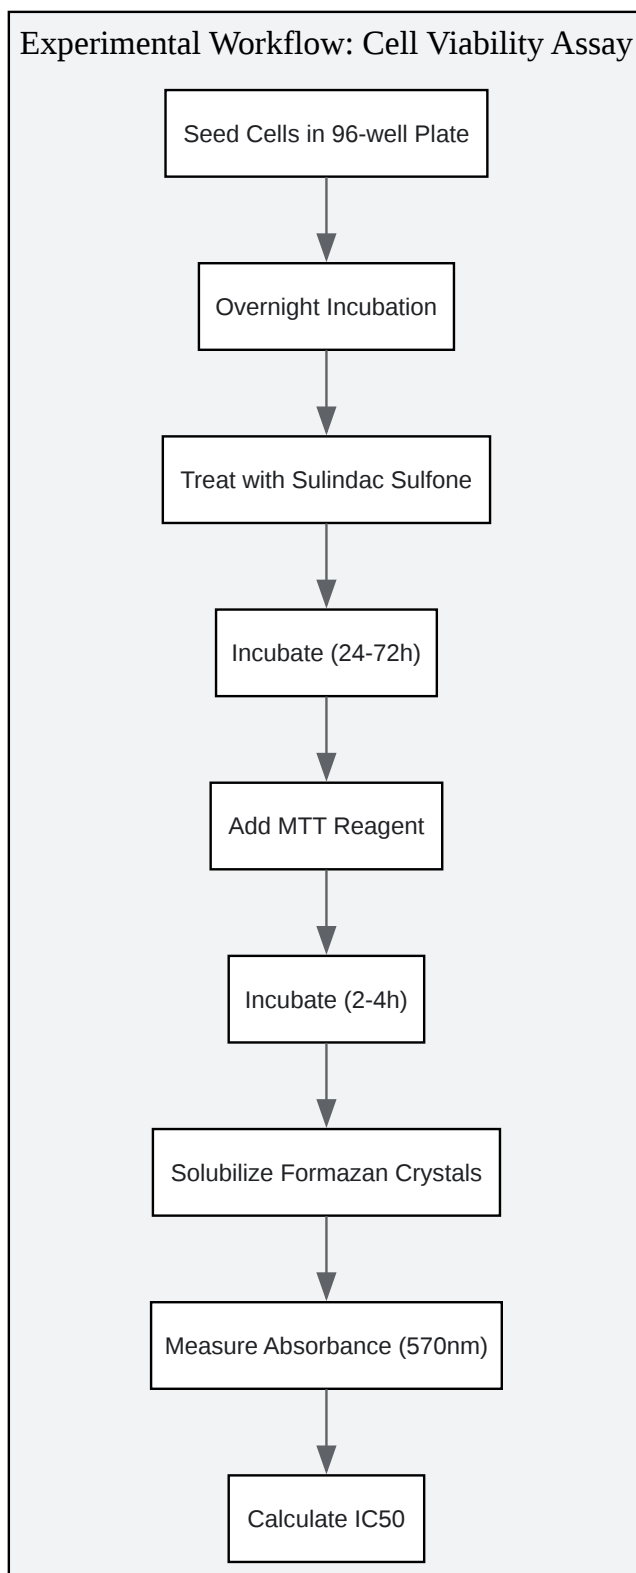 Experimental Workflow: Cell Viability Assay
Seed Cells in 96-well Plate
Overnight Incubation
Treat with Sulindac Sulfone
Incubate (24-72h)
Add MTT Reagent
Incubate (2-4h)
Solubilize Formazan Crystals
Measure Absorbance (570nm)
Calculate IC50